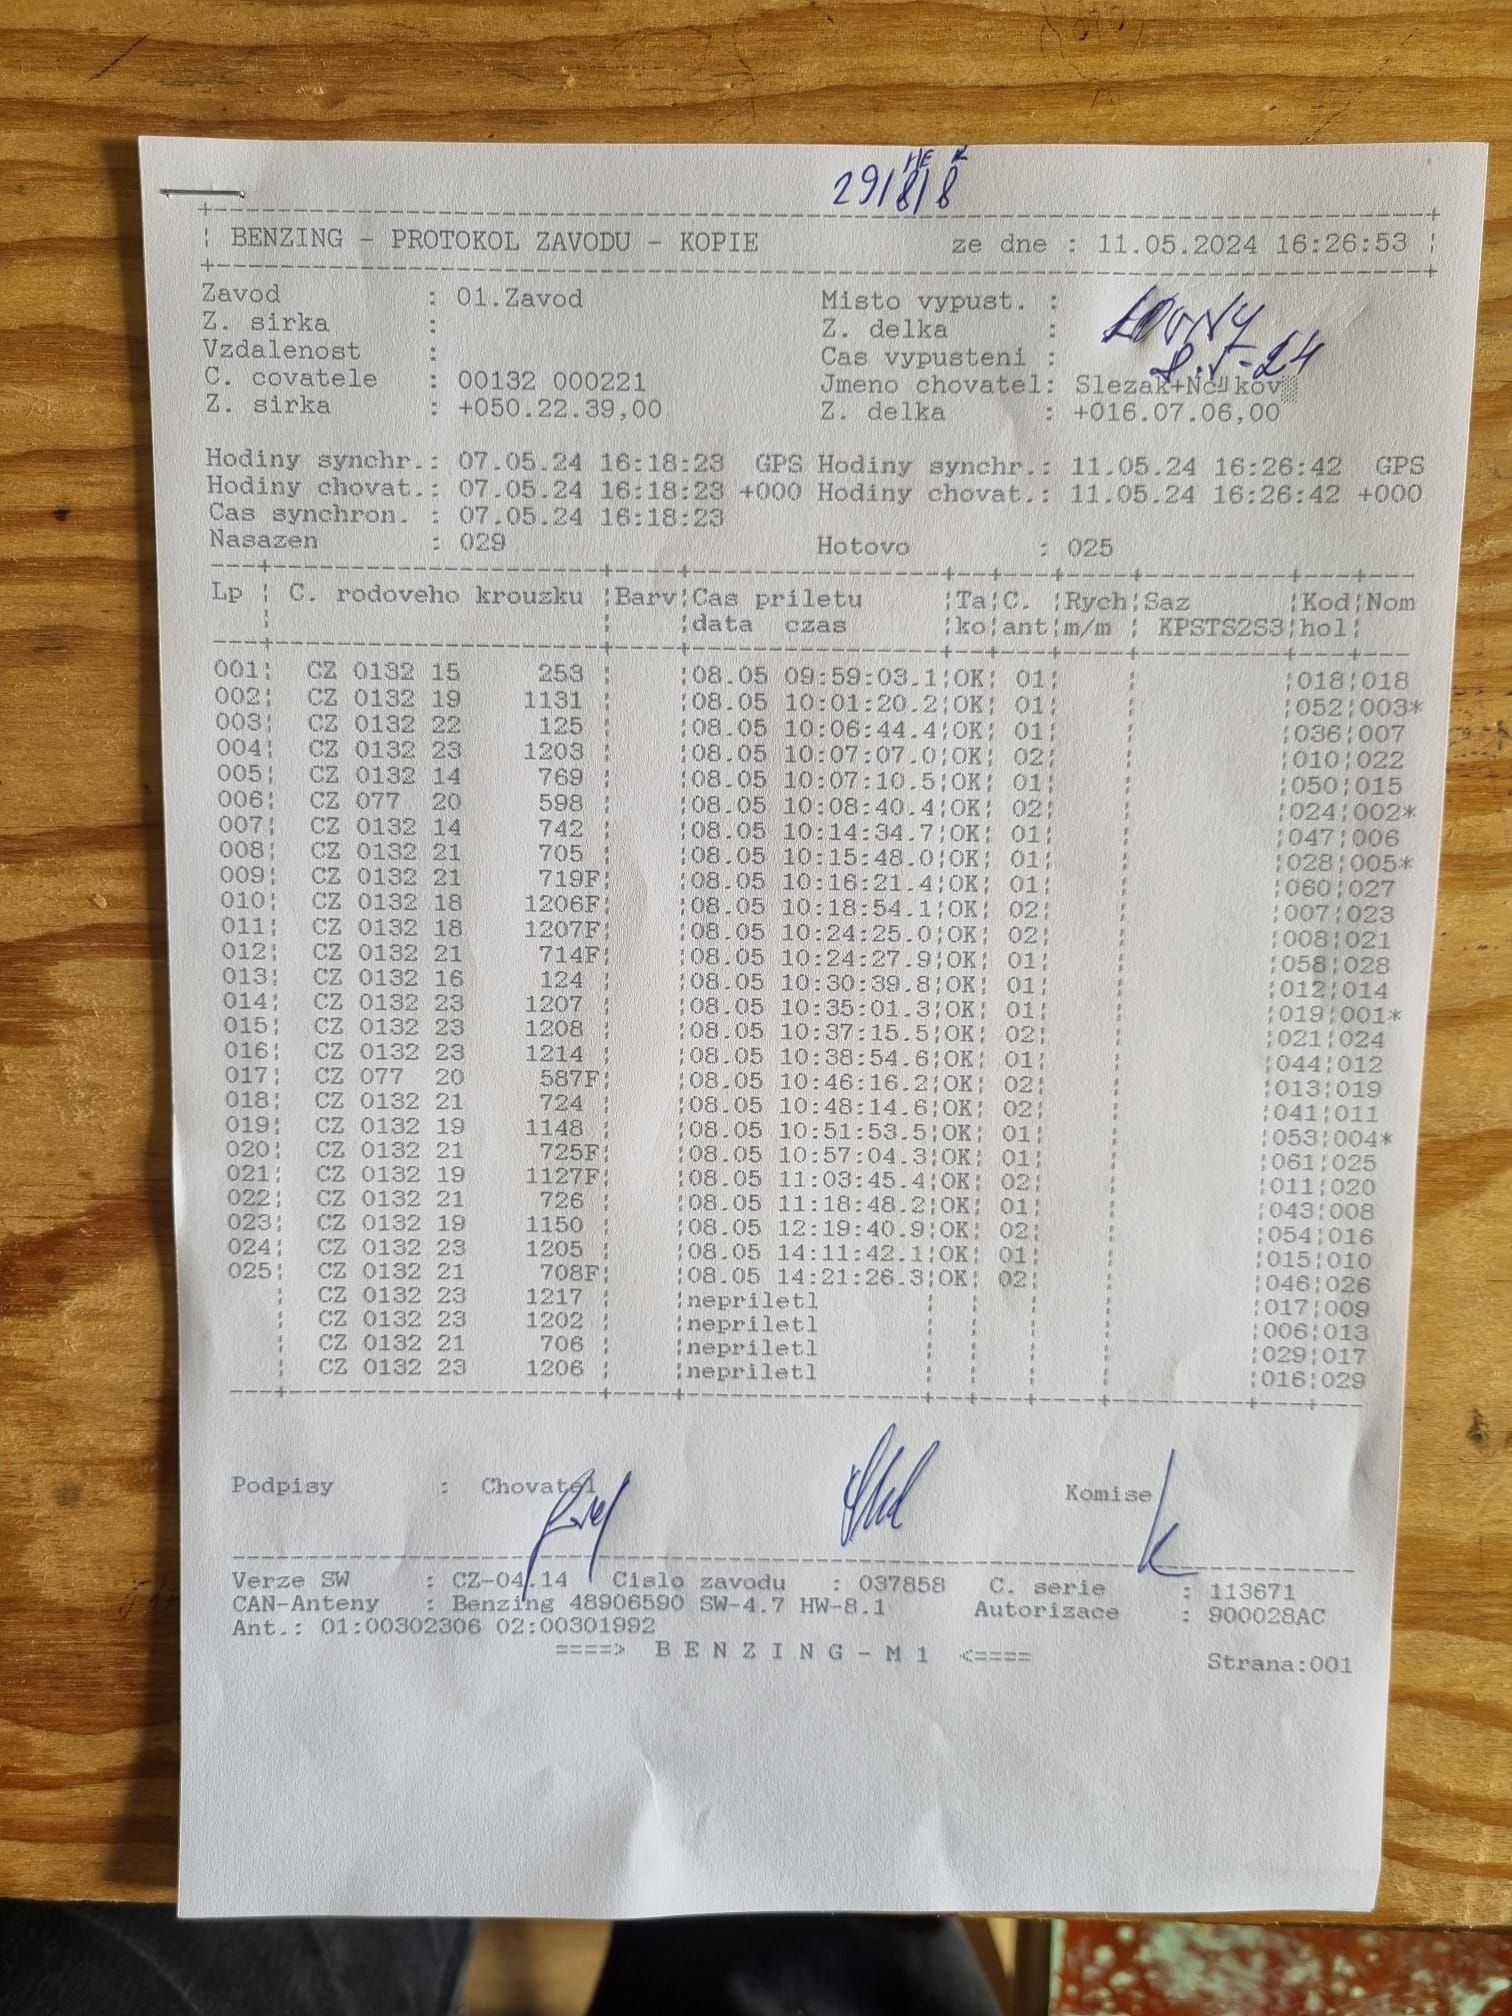 29/8/8
BENZING - PROTOKOL ZAVODU - KOPIE ze dne : 11.05.2024 16:26:53
Zavod : 01.Zavod Misto vypust. :
Z. sirka : Z. delka :
Vzdalenost : Cas vypusteni :
C. covatele : 00132 000221 Jmeno chovatel: Slezak+
Z. sirka : +050.22.39,00 Z. delka : +016.07.06,00
Hodiny synchr.: 07.05.24 16:18:23 GPS Hodiny synchr.: 11.05.24 16:26:42 GPS
Hodiny chovat.: 07.05.24 16:18:23 +000 Hodiny chovat.: 11.05.24 16:26:42 +000
Cas synchron. : 07.05.24 16:18:23
Nasazen : 029 Hotovo : 025
Lp ¦ C. rodoveho krouzku ¦Barv¦Cas priletu ¦Ta¦C. ¦Rych¦Saz ¦Kod¦Nom
¦ ¦ ¦data czas ¦ko¦ant¦m/m ¦ KPSTS2S3¦hol¦
001¦ CZ 0132 15 253 ¦ ¦08.05 09:59:03.1¦OK¦ 01¦ ¦ ¦018¦018
002¦ CZ 0132 19 1131 ¦ ¦08.05 10:01:20.2¦OK¦ 01¦ ¦ ¦052¦003*
003¦ CZ 0132 22 125 ¦ ¦08.05 10:06:44.4¦OK¦ 01¦ ¦ ¦036¦007
004¦ CZ 0132 23 1203 ¦ ¦08.05 10:07:07.0¦OK¦ 02¦ ¦ ¦010¦022
005¦ CZ 0132 14 769 ¦ ¦08.05 10:07:10.5¦OK¦ 01¦ ¦ ¦050¦015
006¦ CZ 077 20 598 ¦ ¦08.05 10:08:40.4¦OK¦ 02¦ ¦ ¦024¦002*
007¦ CZ 0132 14 742 ¦ ¦08.05 10:14:34.7¦OK¦ 01¦ ¦ ¦047¦006
008¦ CZ 0132 21 705 ¦ ¦08.05 10:15:48.0¦OK¦ 01¦ ¦ ¦028¦005*
009¦ CZ 0132 21 719F¦ ¦08.05 10:16:21.4¦OK¦ 01¦ ¦ ¦060¦027
010¦ CZ 0132 18 1206F¦ ¦08.05 10:18:54.1¦OK¦ 02¦ ¦ ¦007¦023
011¦ CZ 0132 18 1207F¦ ¦08.05 10:24:25.0¦OK¦ 02¦ ¦ ¦008¦021
012¦ CZ 0132 21 714F¦ ¦08.05 10:24:27.9¦OK¦ 01¦ ¦ ¦058¦028
013¦ CZ 0132 16 124 ¦ ¦08.05 10:30:39.8¦OK¦ 01¦ ¦ ¦012¦014
014¦ CZ 0132 23 1207 ¦ ¦08.05 10:35:01.3¦OK¦ 01¦ ¦ ¦019¦001*
015¦ CZ 0132 23 1208 ¦ ¦08.05 10:37:15.5¦OK¦ 02¦ ¦ ¦021¦024
016¦ CZ 0132 23 1214 ¦ ¦08.05 10:38:54.6¦OK¦ 01¦ ¦ ¦044¦012
017¦ CZ 077 20 587F¦ ¦08.05 10:46:16.2¦OK¦ 02¦ ¦ ¦013¦019
018¦ CZ 0132 21 724 ¦ ¦08.05 10:48:14.6¦OK¦ 02¦ ¦ ¦041¦011
019¦ CZ 0132 19 1148 ¦ ¦08.05 10:51:53.5¦OK¦ 01¦ ¦ ¦053¦004*
020¦ CZ 0132 21 725F¦ ¦08.05 10:57:04.3¦OK¦ 01¦ ¦ ¦061¦025
021¦ CZ 0132 19 1127F¦ ¦08.05 11:03:45.4¦OK¦ 02¦ ¦ ¦011¦020
022¦ CZ 0132 21 726 ¦ ¦08.05 11:18:48.2¦OK¦ 01¦ ¦ ¦043¦008
023¦ CZ 0132 19 1150 ¦ ¦08.05 12:19:40.9¦OK¦ 02¦ ¦ ¦054¦016
024¦ CZ 0132 23 1205 ¦ ¦08.05 14:11:42.1¦OK¦ 01¦ ¦ ¦015¦010
025¦ CZ 0132 21 708F¦ ¦08.05 14:21:26.3¦OK¦ 02¦ ¦ ¦046¦026
¦ CZ 0132 23 1217 ¦ ¦nepriletl ¦ ¦ ¦ ¦ ¦017¦009
¦ CZ 0132 23 1202 ¦ ¦nepriletl ¦ ¦ ¦ ¦ ¦006¦013
¦ CZ 0132 21 706 ¦ ¦nepriletl ¦ ¦ ¦ ¦ ¦029¦017
¦ CZ 0132 23 1206 ¦ ¦nepriletl ¦ ¦ ¦ ¦ ¦016¦029
Podpisy : Chovatel Komise
Verze SW : CZ-04.14 Cislo zavodu : 037858 C. serie : 113671
CAN-Anteny : Benzing 48906590 SW-4.7 HW-8.1 Autorizace : 900028AC
Ant.: 01:00302306 02:00301992
====> B E N Z I N G - M 1 <==== Strana:001